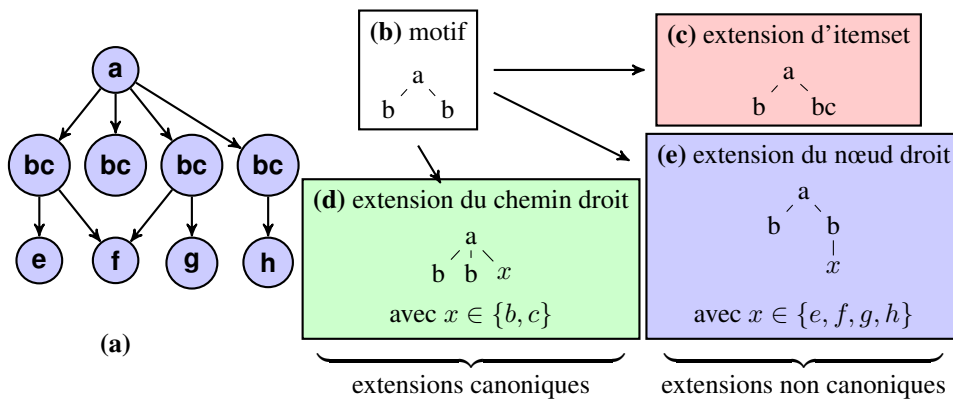 a
bc bc bc bc
e f g h
(a)
(b) motif
a
b b
(c) extension d'itemset
a
b bc
(d) extension du chemin droit
a
b b x
avec x ∈ {b, c}
(e) extension du nœud droit
a
b b
x
avec x ∈ {e, f, g, h}
extensions canoniques
extensions non canoniques